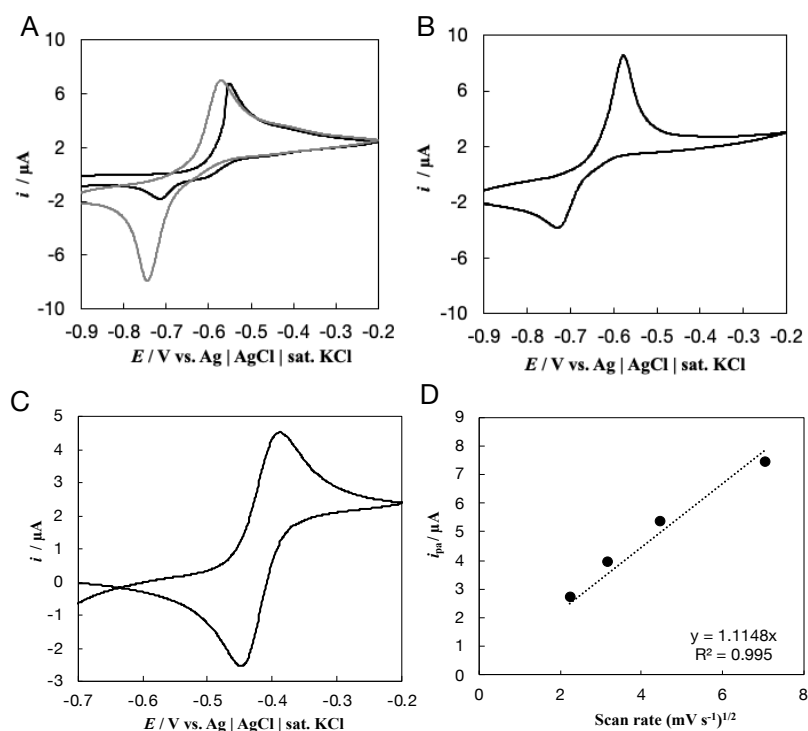 A
10
6
2
-2
-6
-10
i / µA
-0.9 -0.8 -0.7 -0.6 -0.5 -0.4 -0.3 -0.2
E / V vs. Ag | AgCl | sat. KCl
B
10
6
2
-2
-6
-10
i / µA
-0.9 -0.8 -0.7 -0.6 -0.5 -0.4 -0.3 -0.2
E / V vs. Ag | AgCl | sat. KCl
C
5
4
3
2
1
0
-1
-2
-3
i / µA
-0.7 -0.6 -0.5 -0.4 -0.3 -0.2
E / V vs. Ag | AgCl | sat. KCl
D
9
8
7
6
5
4
3
2
1
0
i pa / µA
y = 1.1148x
R² = 0.995
0 2 4 6 8
Scan rate (mV s⁻¹)¹/²